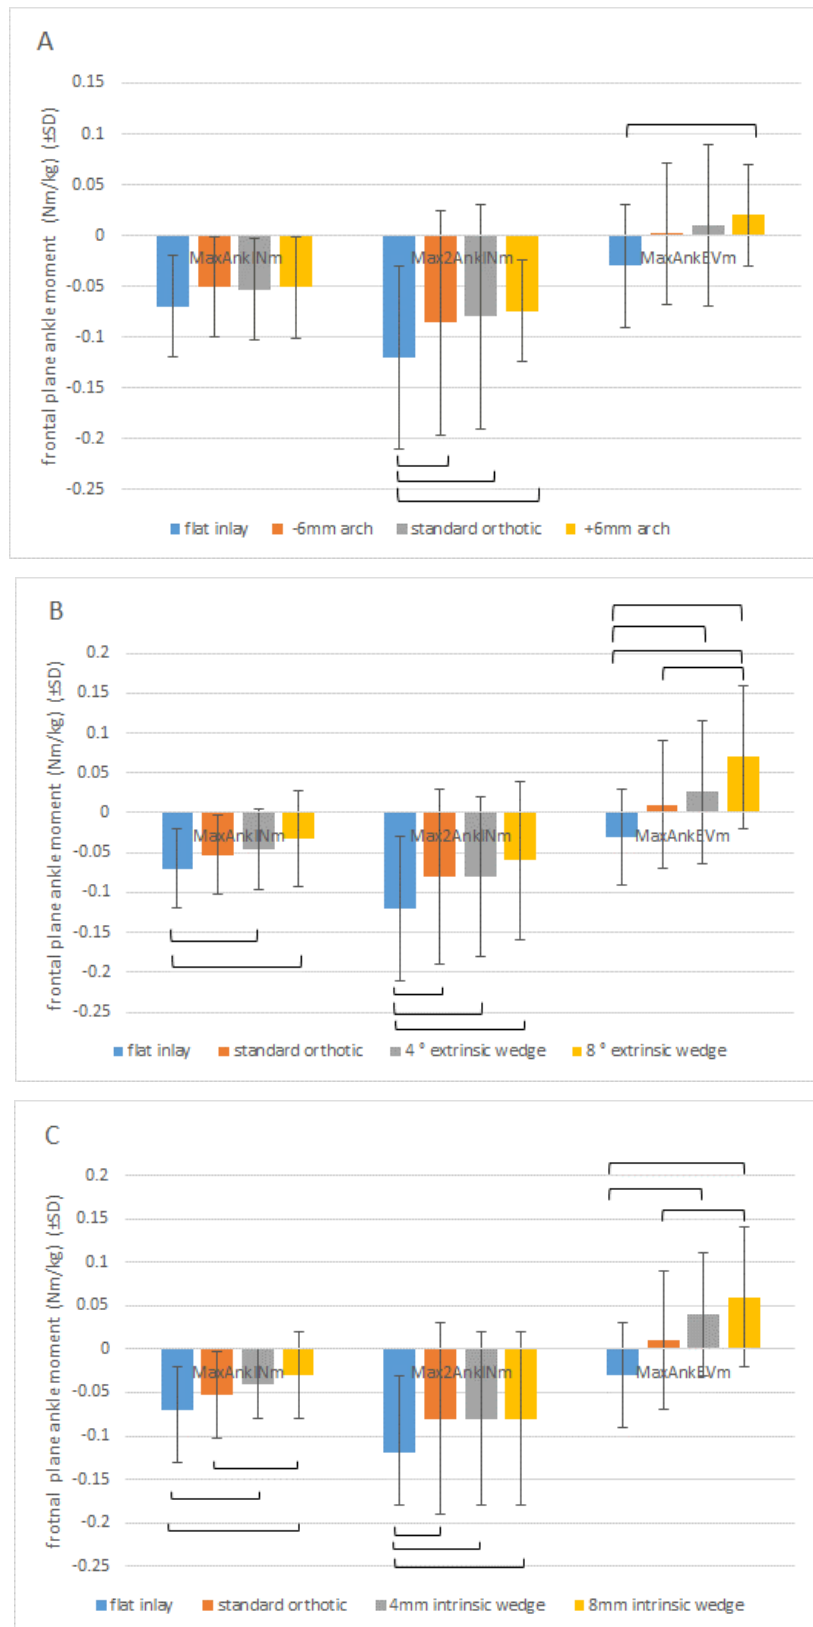 A
frontal plane ankle moment (Nm/kg) (±SD)
0.15
0.1
0.05
0
-0.05
-0.1
-0.15
-0.2
-0.25
MaxAnkINm
Max2AnkINm
MaxAnkEVm
flat inlay
-6mm arch
standard orthotic
+6mm arch
B
frontal plane ankle moment (Nm/kg) (±SD)
0.2
0.15
0.1
0.05
0
-0.05
-0.1
-0.15
-0.2
-0.25
MaxAnkINm
Max2AnkINm
MaxAnkEVm
flat inlay
standard orthotic
4 ° extrinsic wedge
8 ° extrinsic wedge
C
frotnal plane ankle moment (Nm/kg) (±SD)
0.2
0.15
0.1
0.05
0
-0.05
-0.1
-0.15
-0.2
-0.25
MaxAnkINm
Max2AnkINm
MaxAnkEVm
flat inlay
standard orthotic
4mm intrinsic wedge
8mm intrinsic wedge